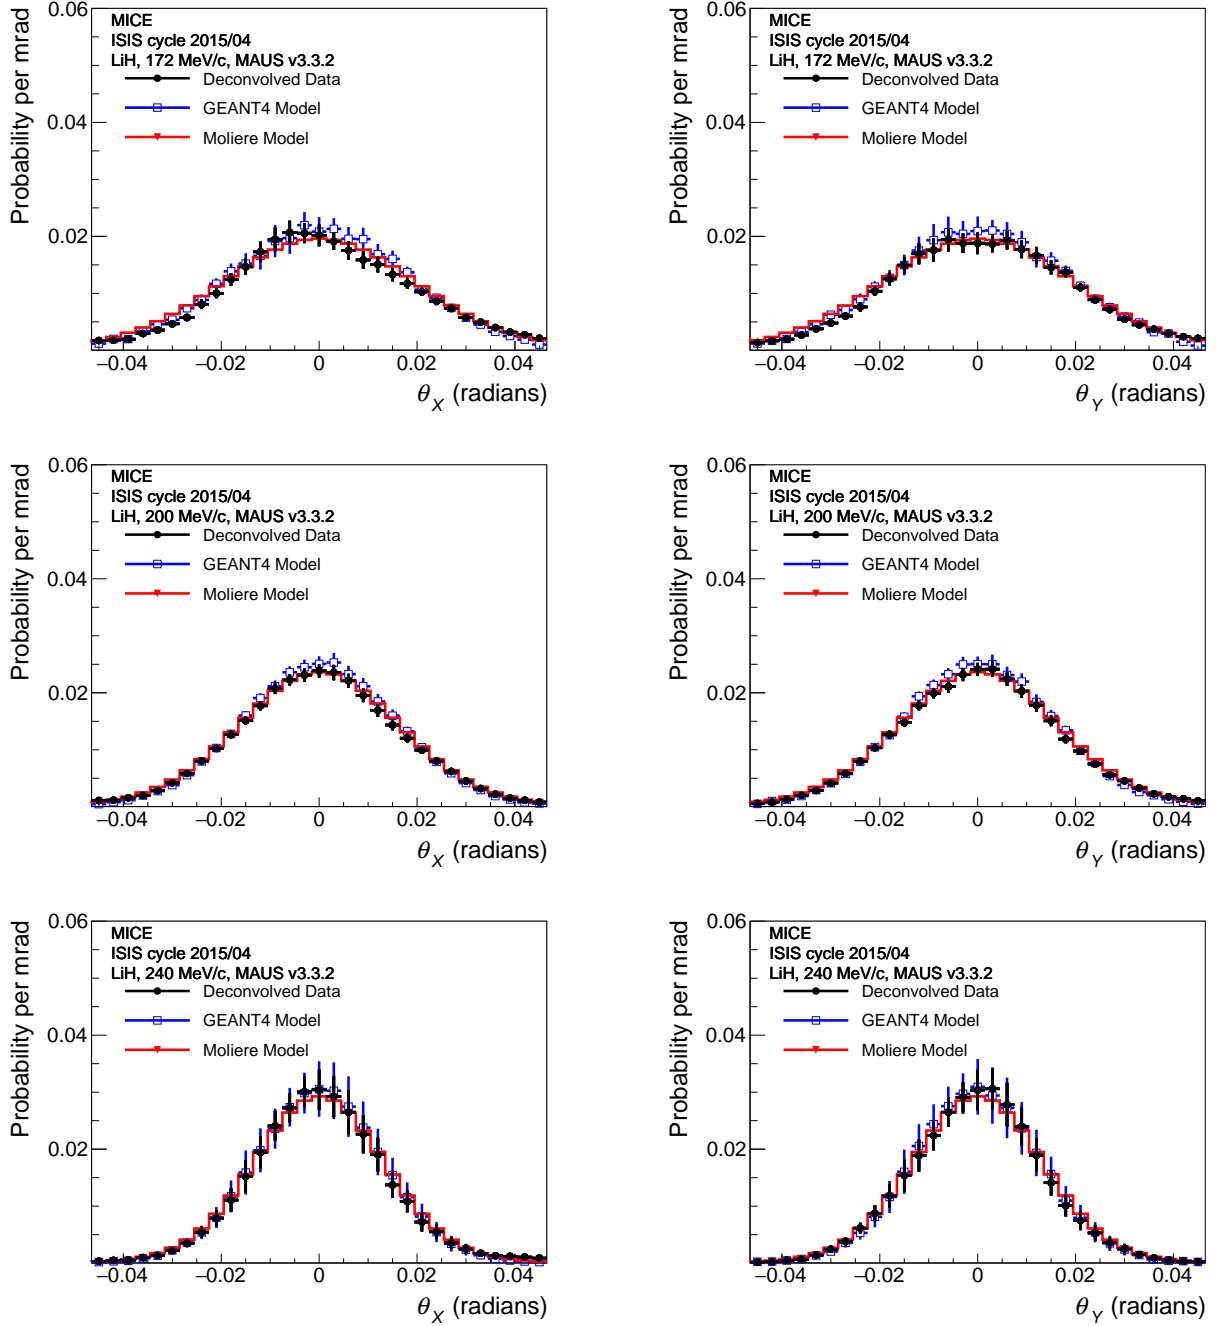 Probability per mrad
0.06
0.04
0.02
MICE
ISIS cycle 2015/04
LiH, 172 MeV/c, MAUS v3.3.2
Deconvolved Data
GEANT4 Model
Moliere Model
−0.04 −0.02 0 0.02 0.04
θX (radians)
Probability per mrad
0.06
0.04
0.02
MICE
ISIS cycle 2015/04
LiH, 172 MeV/c, MAUS v3.3.2
Deconvolved Data
GEANT4 Model
Moliere Model
−0.04 −0.02 0 0.02 0.04
θY (radians)
Probability per mrad
0.06
0.04
0.02
MICE
ISIS cycle 2015/04
LiH, 200 MeV/c, MAUS v3.3.2
Deconvolved Data
GEANT4 Model
Moliere Model
−0.04 −0.02 0 0.02 0.04
θX (radians)
Probability per mrad
0.06
0.04
0.02
MICE
ISIS cycle 2015/04
LiH, 200 MeV/c, MAUS v3.3.2
Deconvolved Data
GEANT4 Model
Moliere Model
−0.04 −0.02 0 0.02 0.04
θY (radians)
Probability per mrad
0.06
0.04
0.02
MICE
ISIS cycle 2015/04
LiH, 240 MeV/c, MAUS v3.3.2
Deconvolved Data
GEANT4 Model
Moliere Model
−0.04 −0.02 0 0.02 0.04
θX (radians)
Probability per mrad
0.06
0.04
0.02
MICE
ISIS cycle 2015/04
LiH, 240 MeV/c, MAUS v3.3.2
Deconvolved Data
GEANT4 Model
Moliere Model
−0.04 −0.02 0 0.02 0.04
θY (radians)